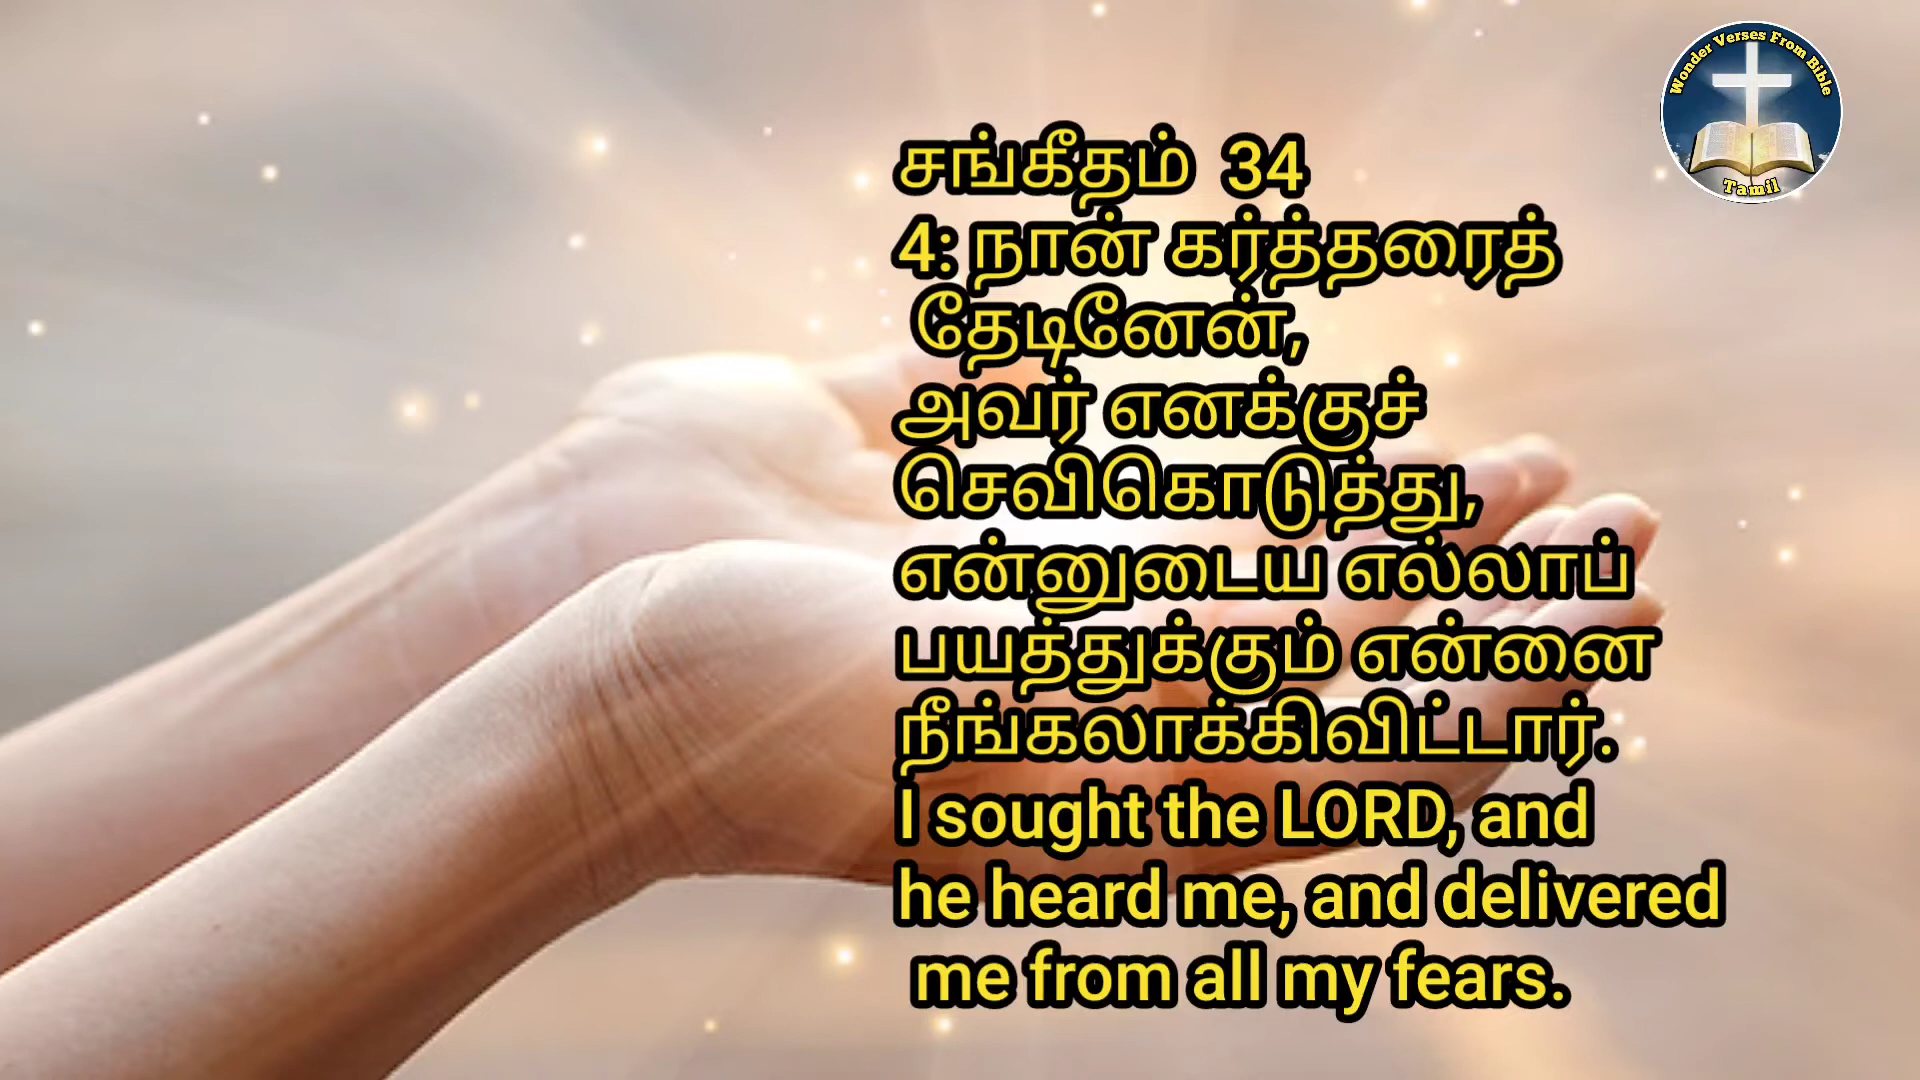 Wonder Verses From Bible
Tamil
சங்கீதம் 34
4: நான் கர்த்தரைத்
தேடினேன்,
அவர் எனக்குச்
செவிகொடுத்து,
என்னுடைய எல்லாப்
பயத்துக்கும் என்னை
நீங்கலாக்கிவிட்டார்.
I sought the LORD, and
he heard me, and delivered
me from all my fears.